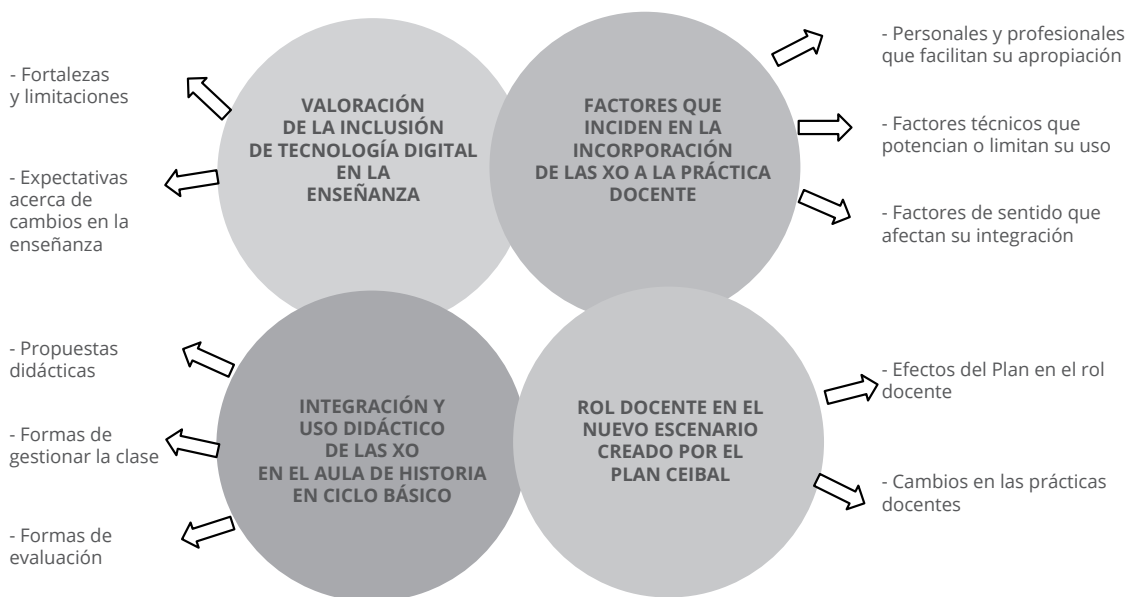 - Fortalezas
y limitaciones
- Expectativas
acerca de
cambios en la
enseñanza
VALORACIÓN
DE LA INCLUSIÓN
DE TECNOLOGÍA DIGITAL
EN LA
ENSEÑANZA
FACTORES QUE
INCIDEN EN LA
INCORPORACIÓN
DE LAS XO A LA PRÁCTICA
DOCENTE
- Personales y profesionales
que facilitan su apropiación
- Factores técnicos que
potencian o limitan su uso
- Factores de sentido que
afectan su integración
- Propuestas
didácticas
- Formas de
gestionar la clase
- Formas de
evaluación
INTEGRACIÓN Y
USO DIDÁCTICO
DE LAS XO
EN EL AULA DE HISTORIA
EN CICLO BÁSICO
ROL DOCENTE EN EL
NUEVO ESCENARIO
CREADO POR EL
PLAN CEIBAL
- Efectos del Plan en el rol
docente
- Cambios en las prácticas
docentes